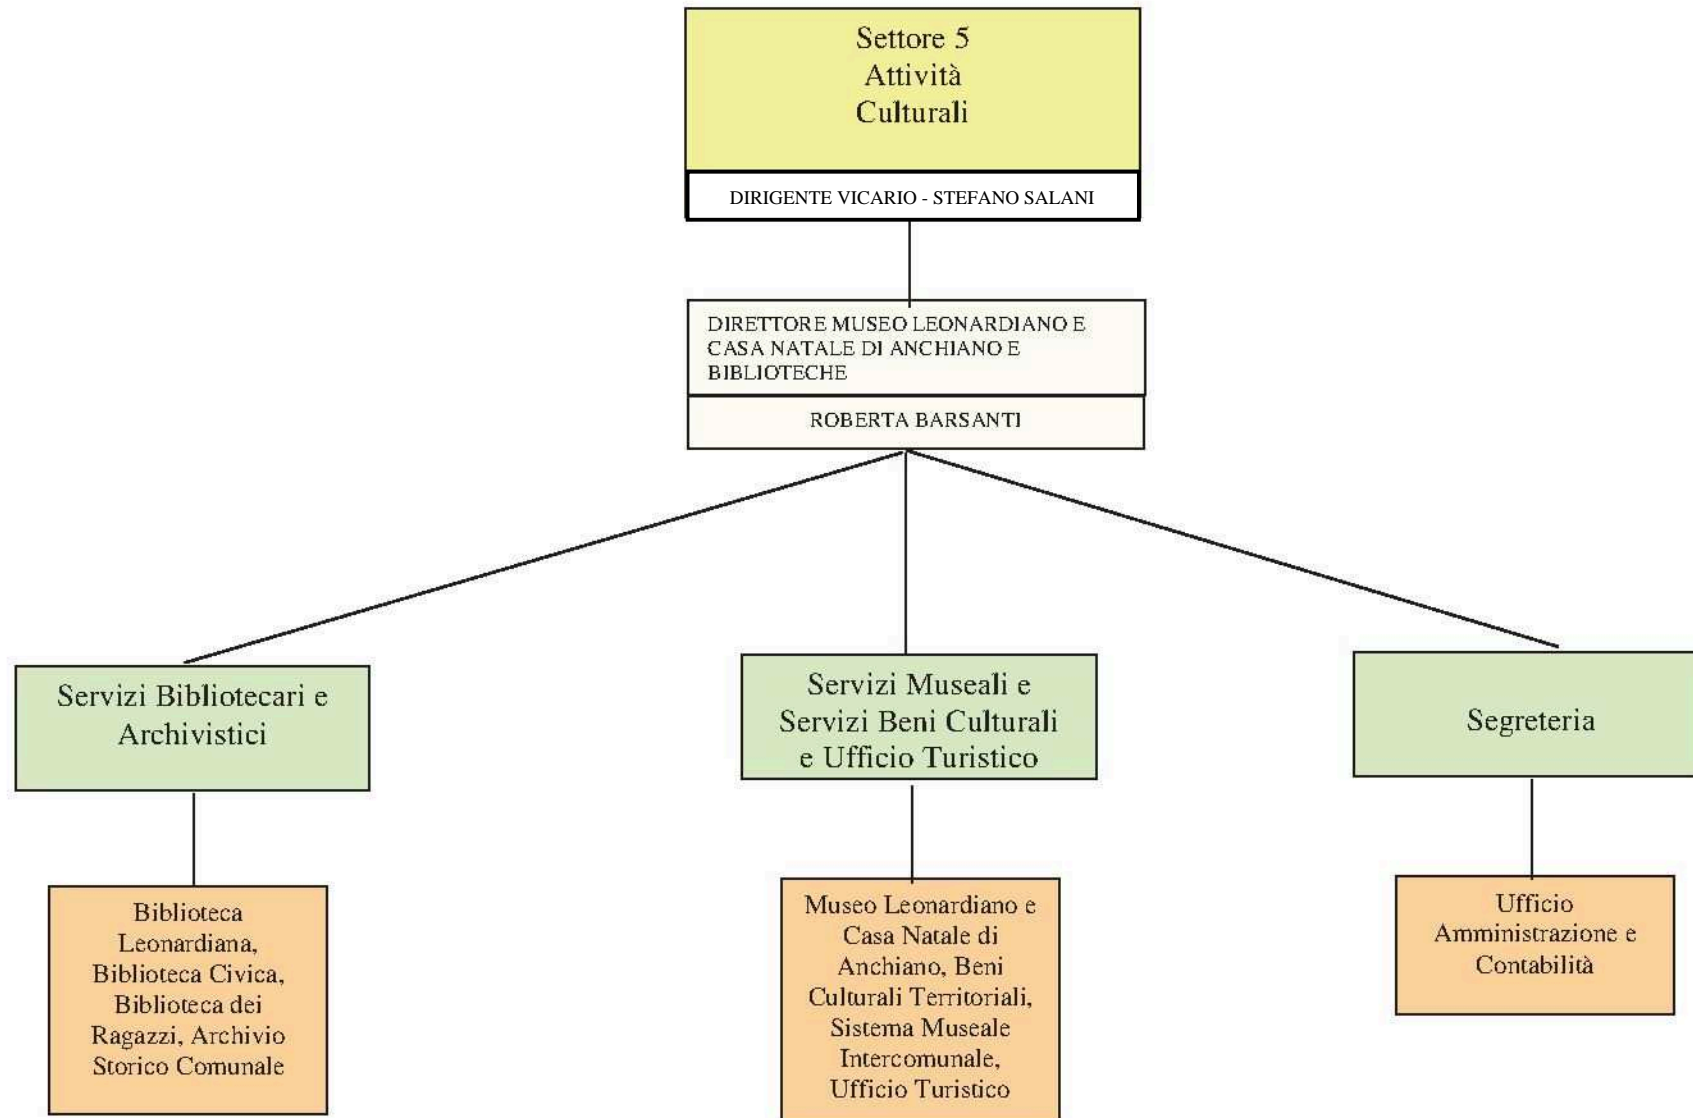 Settore 5
Attività
Culturali
DIRIGENTE VICARIO - STEFANO SALANI
DIRETTORE MUSEO LEONARDIANO E
CASA NATALE DI ANCHIANO E
BIBLIOTECHE
ROBERTA BARSANTI
Servizi Bibliotecari e
Archivistici
Servizi Museali e
Servizi Beni Culturali
e Ufficio Turistico
Segreteria
Biblioteca
Leonardiana,
Biblioteca Civica,
Biblioteca dei
Ragazzi, Archivio
Storico Comunale
Museo Leonardiano e
Casa Natale di
Anchiano, Beni
Culturali Territoriali,
Sistema Museale
Intercomunale,
Ufficio Turistico
Ufficio
Amministrazione e
Contabilità